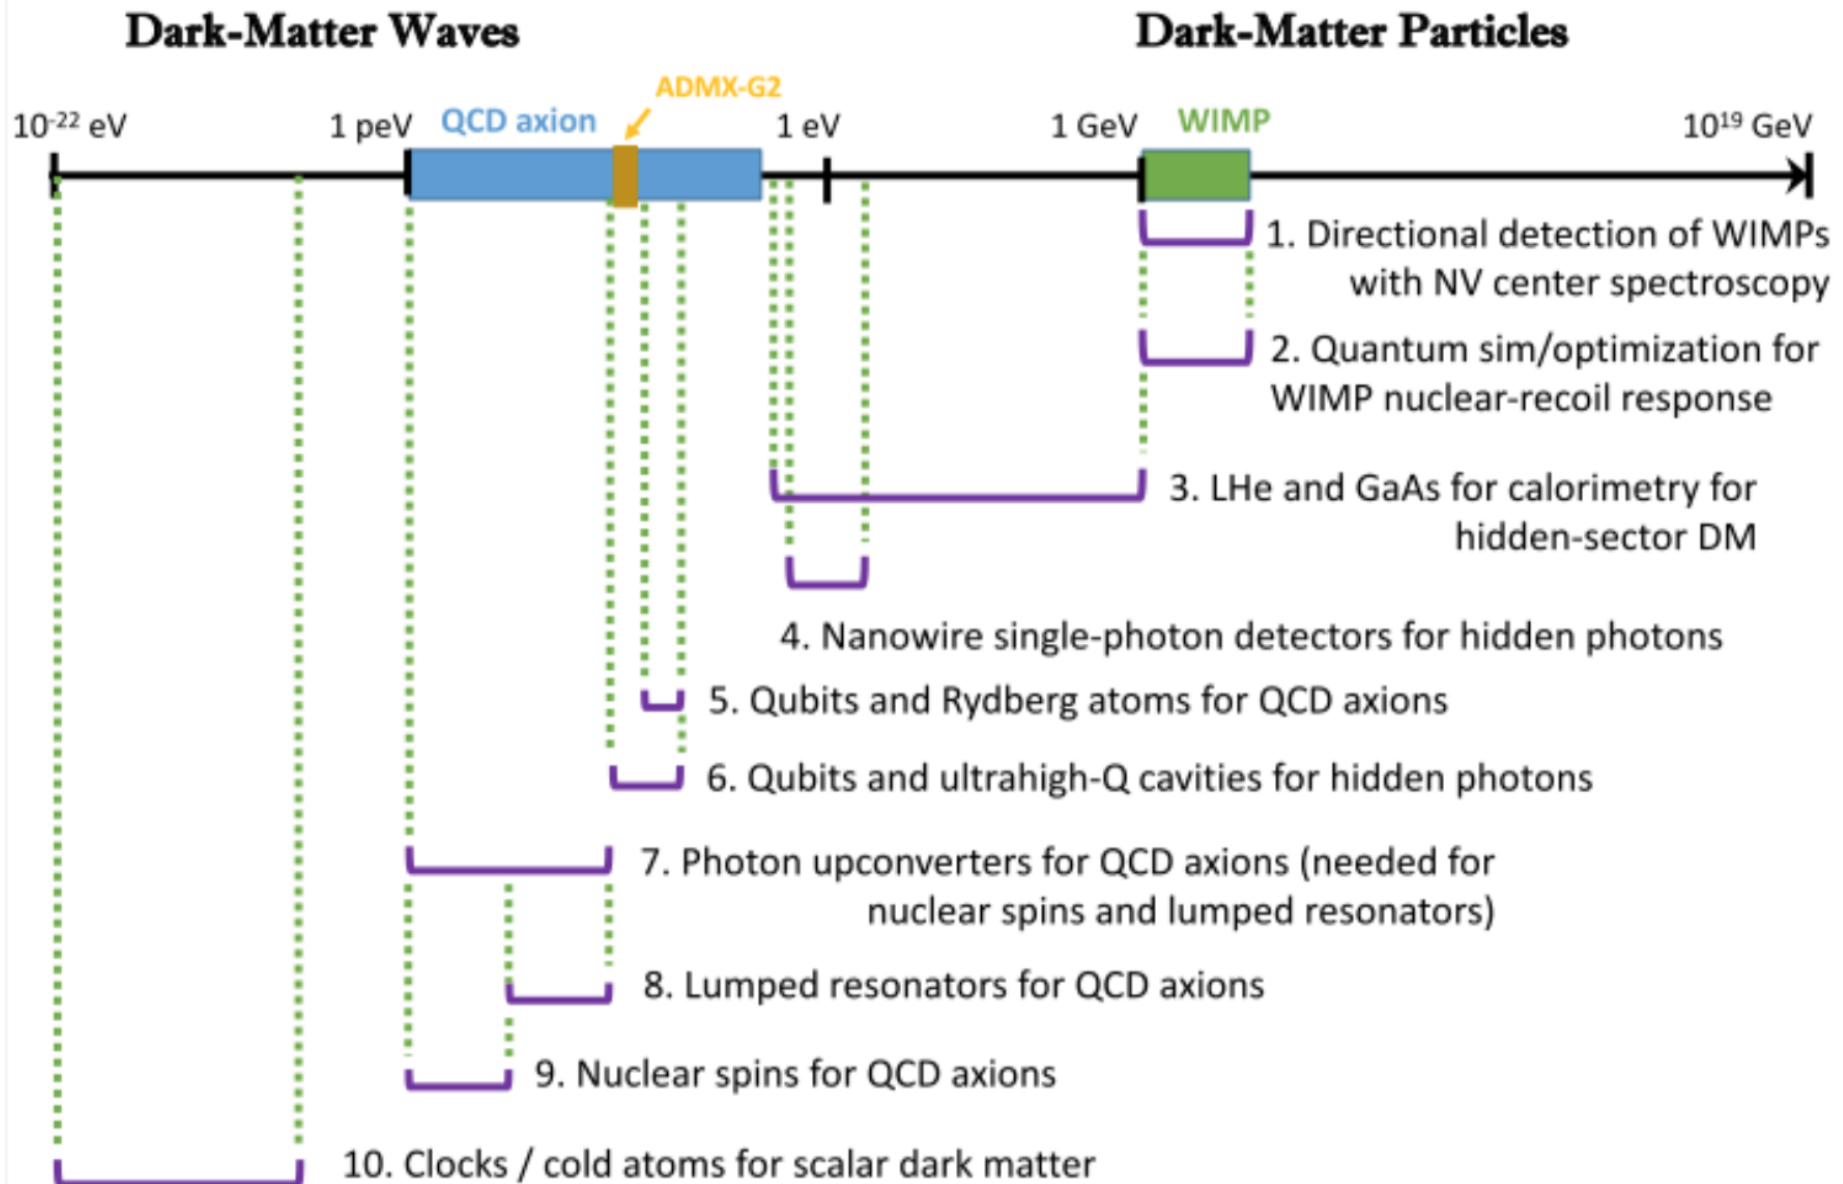 Dark-Matter Waves
Dark-Matter Particles
ADMX-G2
10⁻²² eV
1 peV
QCD axion
1 eV
1 GeV
WIMP
10¹⁹ GeV
1. Directional detection of WIMPs
with NV center spectroscopy
2. Quantum sim/optimization for
WIMP nuclear-recoil response
3. LHe and GaAs for calorimetry for
hidden-sector DM
4. Nanowire single-photon detectors for hidden photons
5. Qubits and Rydberg atoms for QCD axions
6. Qubits and ultrahigh-Q cavities for hidden photons
7. Photon upconverters for QCD axions (needed for
nuclear spins and lumped resonators)
8. Lumped resonators for QCD axions
9. Nuclear spins for QCD axions
10. Clocks / cold atoms for scalar dark matter